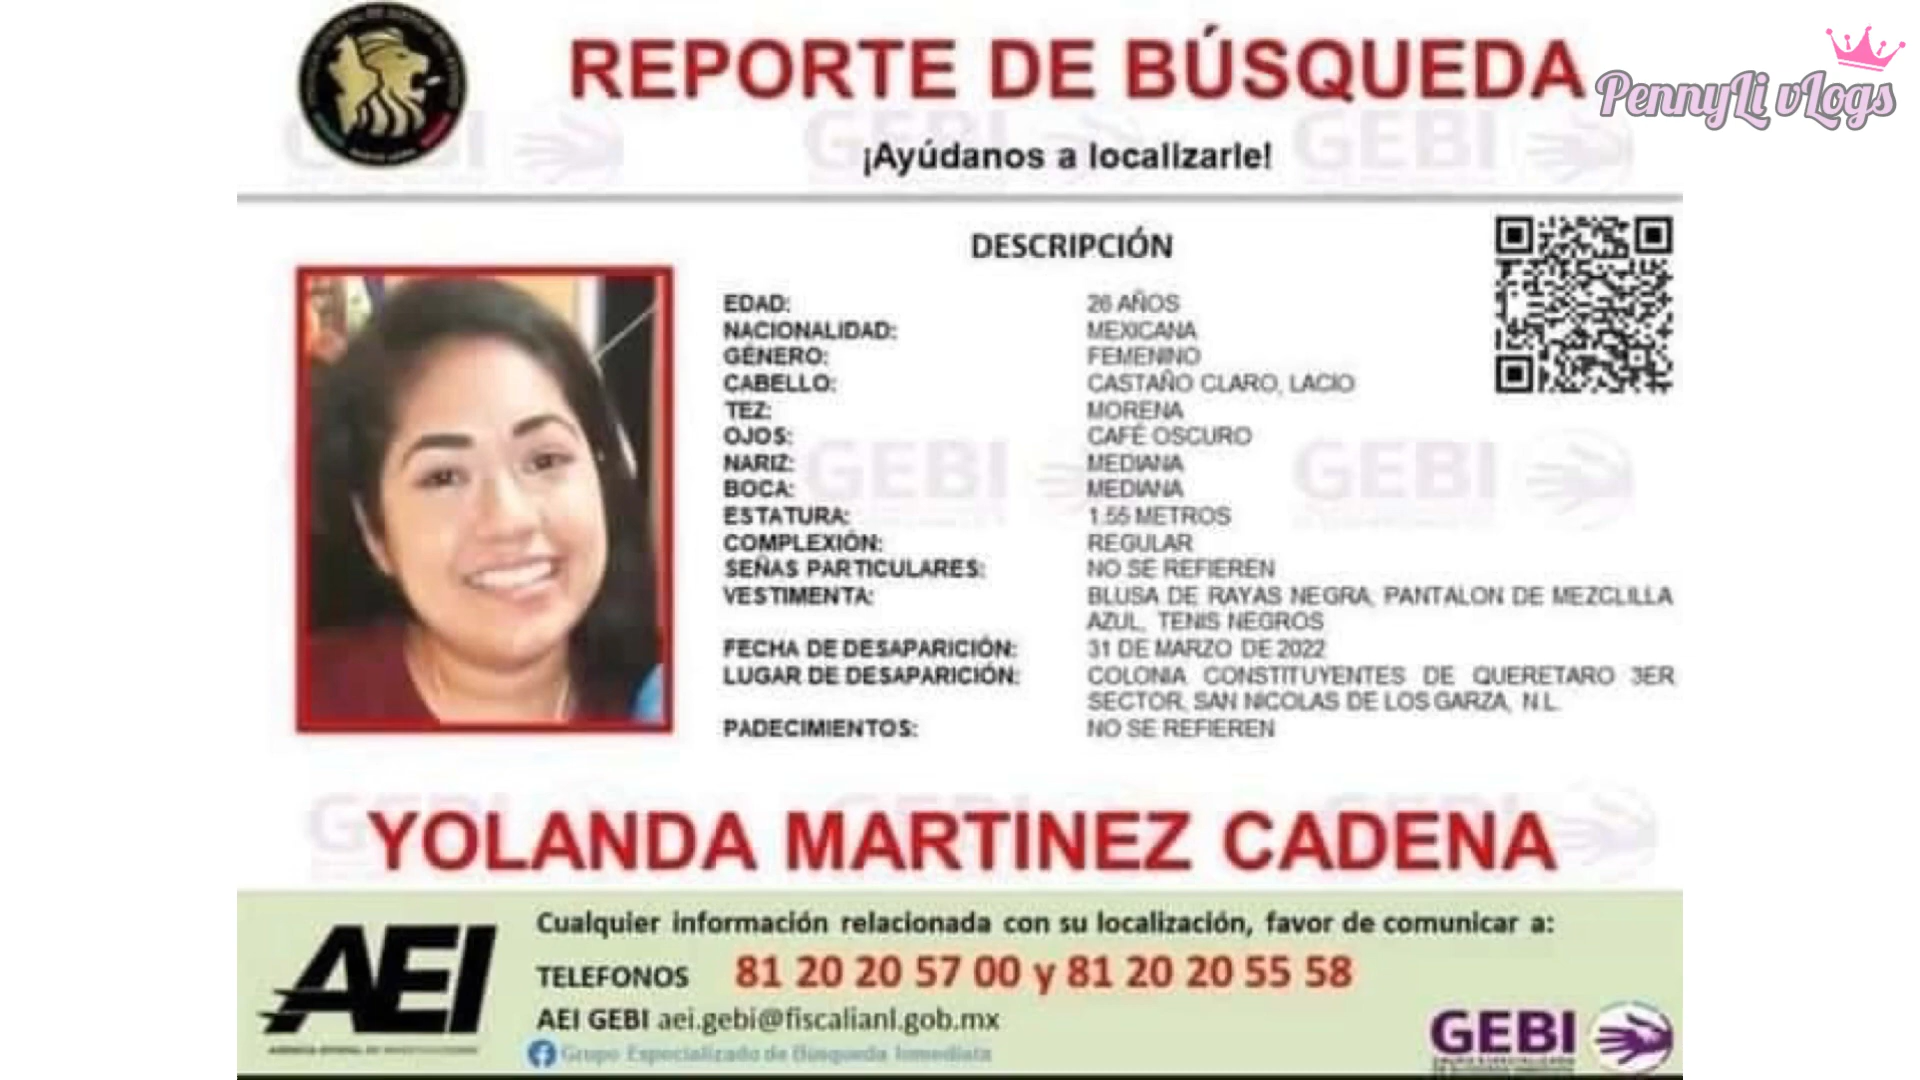 REPORTE DE BÚSQUEDA
PennyLi vLogs
¡Ayúdanos a localizarle!
GEBI
DESCRIPCIÓN
EDAD: 26 AÑOS
NACIONALIDAD: MEXICANA
GÉNERO: FEMENINO
CABELLO: CASTAÑO CLARO, LACIO
TEZ: MORENA
OJOS: CAFÉ OSCURO
NARIZ: MEDIANA
BOCA: MEDIANA
ESTATURA: 1.55 METROS
COMPLEXIÓN: REGULAR
SEÑAS PARTICULARES: NO SE REFIEREN
VESTIMENTA: BLUSA DE RAYAS NEGRA, PANTALON DE MEZCLILLA
AZUL, TENIS NEGROS
FECHA DE DESAPARICIÓN: 31 DE MARZO DE 2022
LUGAR DE DESAPARICIÓN: COLONIA CONSTITUYENTES DE QUERETARO 3ER
SECTOR, SAN NICOLAS DE LOS GARZA, N.L.
PADECIMIENTOS: NO SE REFIEREN
YOLANDA MARTINEZ CADENA
AEI
Cualquier información relacionada con su localización, favor de comunicar a:
TELEFONOS 81 20 20 57 00 y 81 20 20 55 58
AEI GEBI aei.gebi@fiscalianl.gob.mx
Grupo Especializado de Búsqueda Inmediata
GEBI